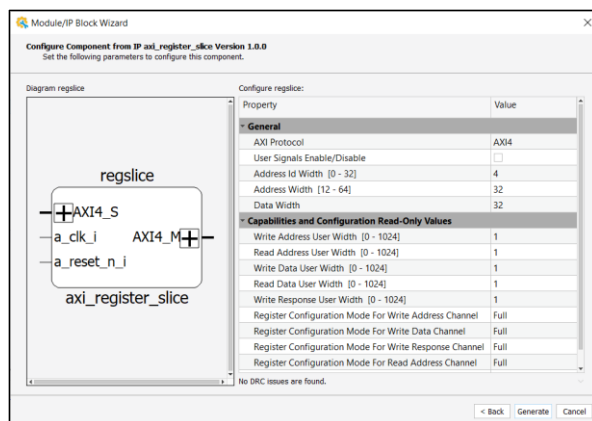 Module/IP Block Wizard
Configure Component from IP axi_register_slice Version 1.0.0
Set the following parameters to configure this component.
Diagram regslice
regslice
AXI4_S
a_clk_i AXI4_M
a_reset_n_i
axi_register_slice
Configure regslice:
Property Value
General
AXI Protocol AXI4
User Signals Enable/Disable
Address Id Width [0 - 32] 4
Address Width [12 - 64] 32
Data Width 32
Capabilities and Configuration Read-Only Values
Write Address User Width [0 - 1024] 1
Read Address User Width [0 - 1024] 1
Write Data User Width [0 - 1024] 1
Read Data User Width [0 - 1024] 1
Write Response User Width [0 - 1024] 1
Register Configuration Mode For Write Address Channel Full
Register Configuration Mode For Write Data Channel Full
Register Configuration Mode For Write Response Channel Full
Register Configuration Mode For Read Address Channel Full
No DRC issues are found.
< Back Generate Cancel